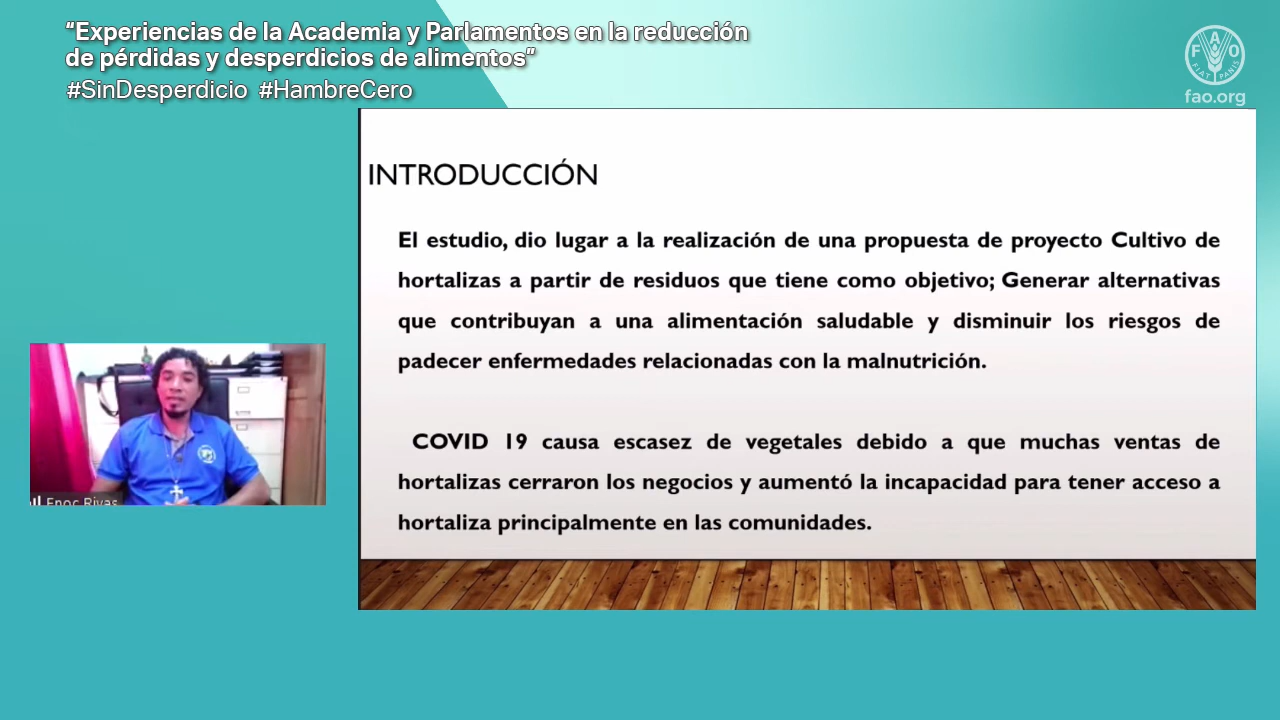 “Experiencias de la Academia y Parlamentos en la reducción
de pérdidas y desperdicios de alimentos”
#SinDesperdicio #HambreCero
FAO
FIAT PANIS
fao.org
INTRODUCCIÓN
El estudio, dio lugar a la realización de una propuesta de proyecto Cultivo de
hortalizas a partir de residuos que tiene como objetivo; Generar alternativas
que contribuyan a una alimentación saludable y disminuir los riesgos de
padecer enfermedades relacionadas con la malnutrición.
COVID 19 causa escasez de vegetales debido a que muchas ventas de
hortalizas cerraron los negocios y aumentó la incapacidad para tener acceso a
hortaliza principalmente en las comunidades.
Enoc Rivas